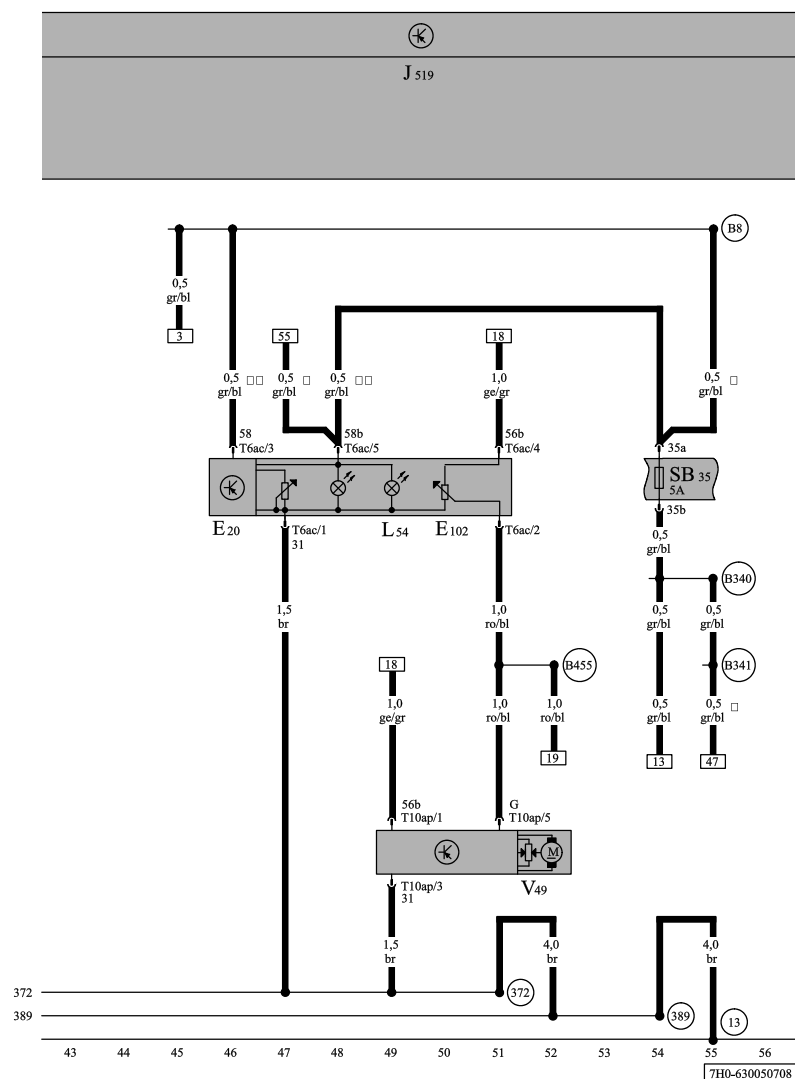 J 519
B8
0,5
gr/bl
3
55
18
0,5
gr/bl
0,5
gr/bl
0,5
gr/bl
1,0
ge/gr
0,5
gr/bl
58
T6ac/3
58b
T6ac/5
56b
T6ac/4
35a
SB 35
5A
35b
E20
T6ac/1
31
L54
E102
T6ac/2
0,5
gr/bl
B340
1,5
br
1,0
ro/bl
0,5
gr/bl
0,5
gr/bl
18
B455
B341
1,0
ge/gr
1,0
ro/bl
1,0
ro/bl
0,5
gr/bl
0,5
gr/bl
19
13
47
56b
T10ap/1
G
T10ap/5
M
T10ap/3
31
V49
1,5
br
4,0
br
4,0
br
372
372
389
389
13
43 44 45 46 47 48 49 50 51 52 53 54 55 56
7H0-630050708